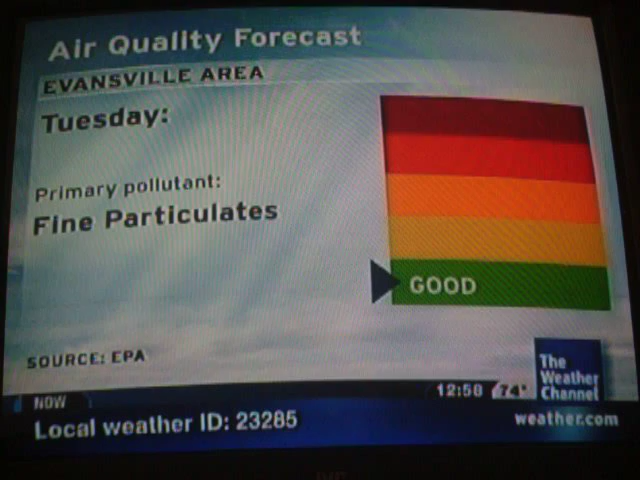 Air Quality Forecast
EVANSVILLE AREA
Tuesday:
Primary pollutant:
Fine Particulates
GOOD
SOURCE: EPA
The
Weather
Channel
12:58 74°
NOW
Local weather ID: 23285
weather.com